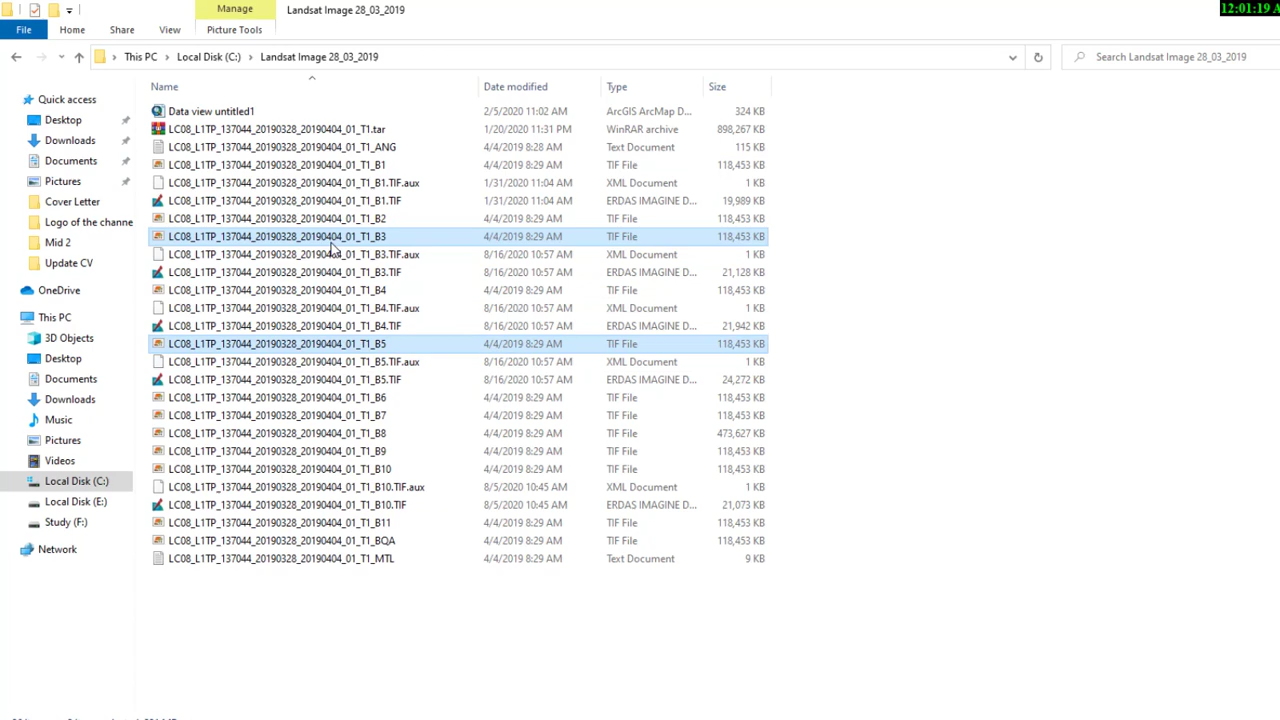 Manage Landsat Image 28_03_2019 12:01:19 A
File Home Share View Picture Tools
This PC Local Disk (C:) Landsat Image 28_03_2019 Search Landsat Image 28_03_2019
Name Date modified Type Size
Quick access
Desktop
Downloads
Documents
Pictures
Cover Letter
Logo of the channe
Mid 2
Update CV
OneDrive
This PC
3D Objects
Desktop
Documents
Downloads
Music
Pictures
Videos
Local Disk (C:)
Local Disk (E:)
Study (F:)
Network
Data view untitled1 2/5/2020 11:02 AM ArcGIS ArcMap D... 324 KB
LC08_L1TP_137044_20190328_20190404_01_T1.tar 1/20/2020 11:31 PM WinRAR archive 898,267 KB
LC08_L1TP_137044_20190328_20190404_01_T1_ANG 4/4/2019 8:28 AM Text Document 115 KB
LC08_L1TP_137044_20190328_20190404_01_T1_B1 4/4/2019 8:29 AM TIF File 118,453 KB
LC08_L1TP_137044_20190328_20190404_01_T1_B1.TIF.aux 1/31/2020 11:04 AM XML Document 1 KB
LC08_L1TP_137044_20190328_20190404_01_T1_B1.TIF 1/31/2020 11:04 AM ERDAS IMAGINE D... 19,989 KB
LC08_L1TP_137044_20190328_20190404_01_T1_B2 4/4/2019 8:29 AM TIF File 118,453 KB
LC08_L1TP_137044_20190328_20190404_01_T1_B3 4/4/2019 8:29 AM TIF File 118,453 KB
LC08_L1TP_137044_20190328_20190404_01_T1_B3.TIF.aux 8/16/2020 10:57 AM XML Document 1 KB
LC08_L1TP_137044_20190328_20190404_01_T1_B3.TIF 8/16/2020 10:57 AM ERDAS IMAGINE D... 21,128 KB
LC08_L1TP_137044_20190328_20190404_01_T1_B4 4/4/2019 8:29 AM TIF File 118,453 KB
LC08_L1TP_137044_20190328_20190404_01_T1_B4.TIF.aux 8/16/2020 10:57 AM XML Document 1 KB
LC08_L1TP_137044_20190328_20190404_01_T1_B4.TIF 8/16/2020 10:57 AM ERDAS IMAGINE D... 21,942 KB
LC08_L1TP_137044_20190328_20190404_01_T1_B5 4/4/2019 8:29 AM TIF File 118,453 KB
LC08_L1TP_137044_20190328_20190404_01_T1_B5.TIF.aux 8/16/2020 10:57 AM XML Document 1 KB
LC08_L1TP_137044_20190328_20190404_01_T1_B5.TIF 8/16/2020 10:57 AM ERDAS IMAGINE D... 24,272 KB
LC08_L1TP_137044_20190328_20190404_01_T1_B6 4/4/2019 8:29 AM TIF File 118,453 KB
LC08_L1TP_137044_20190328_20190404_01_T1_B7 4/4/2019 8:29 AM TIF File 118,453 KB
LC08_L1TP_137044_20190328_20190404_01_T1_B8 4/4/2019 8:29 AM TIF File 473,627 KB
LC08_L1TP_137044_20190328_20190404_01_T1_B9 4/4/2019 8:29 AM TIF File 118,453 KB
LC08_L1TP_137044_20190328_20190404_01_T1_B10 4/4/2019 8:29 AM TIF File 118,453 KB
LC08_L1TP_137044_20190328_20190404_01_T1_B10.TIF.aux 8/5/2020 10:45 AM XML Document 1 KB
LC08_L1TP_137044_20190328_20190404_01_T1_B10.TIF 8/5/2020 10:45 AM ERDAS IMAGINE D... 21,073 KB
LC08_L1TP_137044_20190328_20190404_01_T1_B11 4/4/2019 8:29 AM TIF File 118,453 KB
LC08_L1TP_137044_20190328_20190404_01_T1_BQA 4/4/2019 8:29 AM TIF File 118,453 KB
LC08_L1TP_137044_20190328_20190404_01_T1_MTL 4/4/2019 8:29 AM Text Document 9 KB